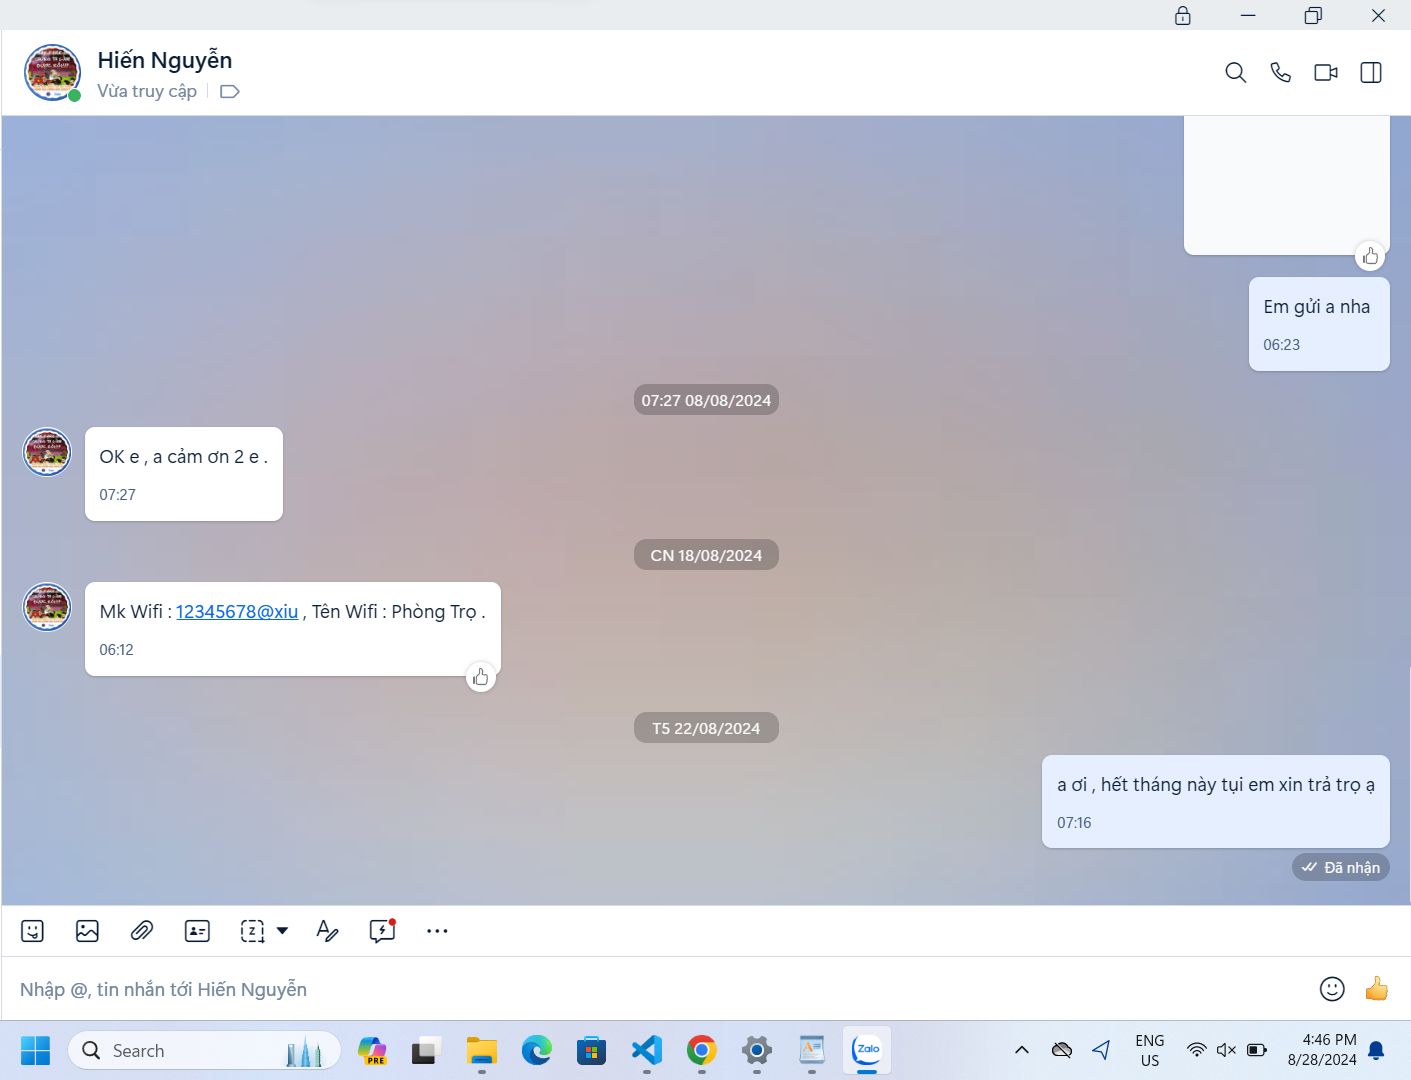 Hiến Nguyễn
Vừa truy cập
Em gửi a nha
06:23
07:27 08/08/2024
OK e , a cảm ơn 2 e .
07:27
CN 18/08/2024
Mk Wifi : 12345678@xiu , Tên Wifi : Phòng Trọ .
06:12
T5 22/08/2024
a ơi , hết tháng này tụi em xin trả trọ ạ
07:16
Đã nhận
Nhập @, tin nhắn tới Hiến Nguyễn
Search
PRE
Zalo
ENG
US
4:46 PM
8/28/2024